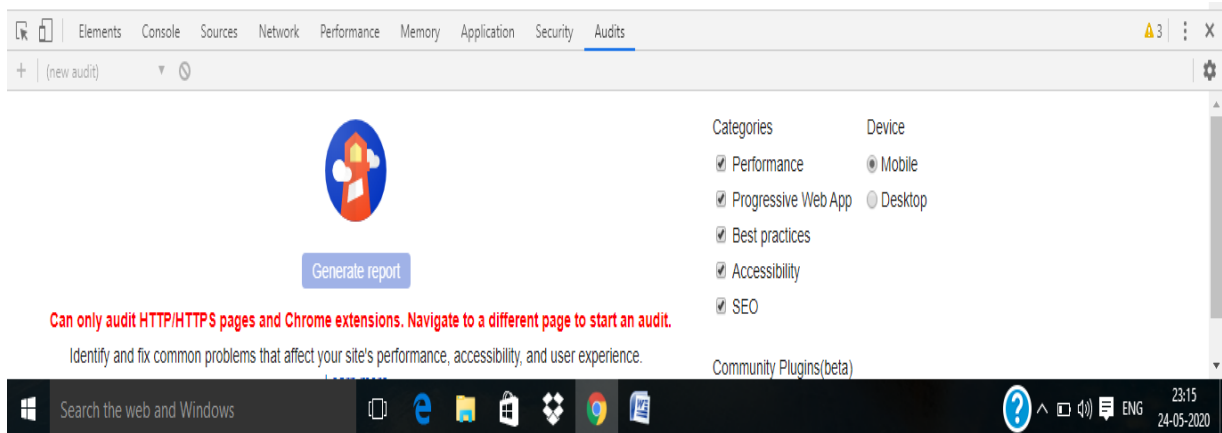 Elements Console Sources Network Performance Memory Application Security Audits 3
(new audit)
Categories Device
Performance Mobile
Progressive Web App Desktop
Best practices
Accessibility
SEO
Generate report
Can only audit HTTP/HTTPS pages and Chrome extensions. Navigate to a different page to start an audit.
Identify and fix common problems that affect your site's performance, accessibility, and user experience.
Community Plugins(beta)
Search the web and Windows
ENG
23:15
24-05-2020